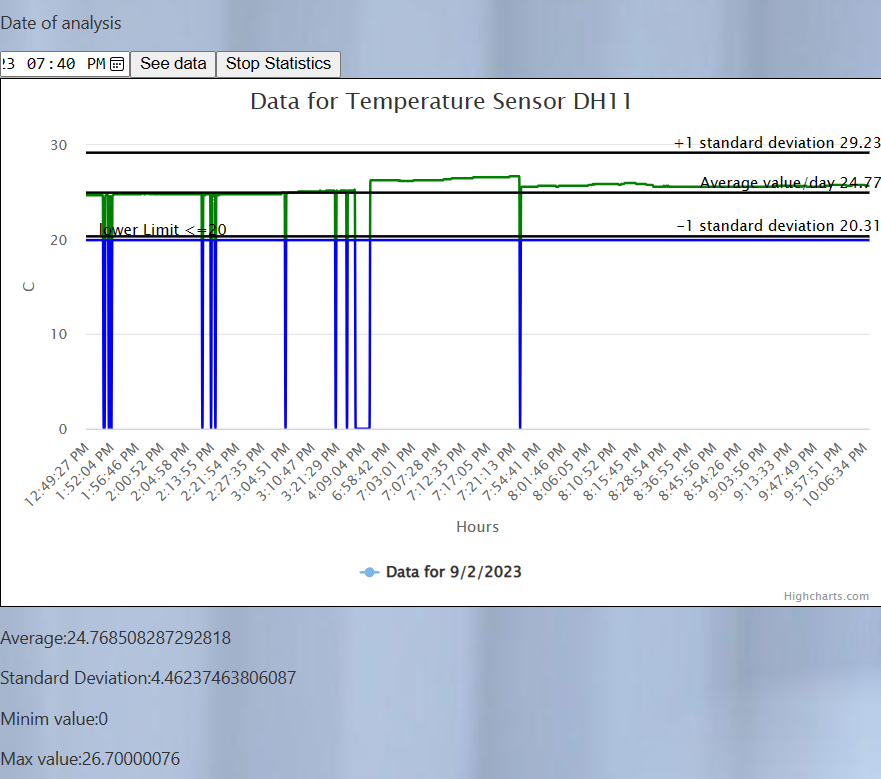 Date of analysis
23 07:40 PM See data Stop Statistics
Data for Temperature Sensor DH11
30
20
10
0
C
+1 standard deviation 29.23
Average value/day 24.77
-1 standard deviation 20.31
lower Limit <=20
12:49:27 PM
1:52:04 PM
1:56:46 PM
2:00:52 PM
2:04:58 PM
2:13:55 PM
2:21:54 PM
2:27:35 PM
3:04:51 PM
3:10:47 PM
3:21:29 PM
4:09:04 PM
6:58:42 PM
7:03:01 PM
7:07:28 PM
7:12:35 PM
7:17:05 PM
7:21:13 PM
7:54:41 PM
8:01:46 PM
8:06:05 PM
8:10:52 PM
8:15:45 PM
8:28:54 PM
8:36:55 PM
8:45:56 PM
8:54:26 PM
9:03:56 PM
9:13:33 PM
9:47:49 PM
9:57:51 PM
10:06:34 PM
Hours
Data for 9/2/2023
Highcharts.com
Average:24.768508287292818
Standard Deviation:4.46237463806087
Minim value:0
Max value:26.70000076